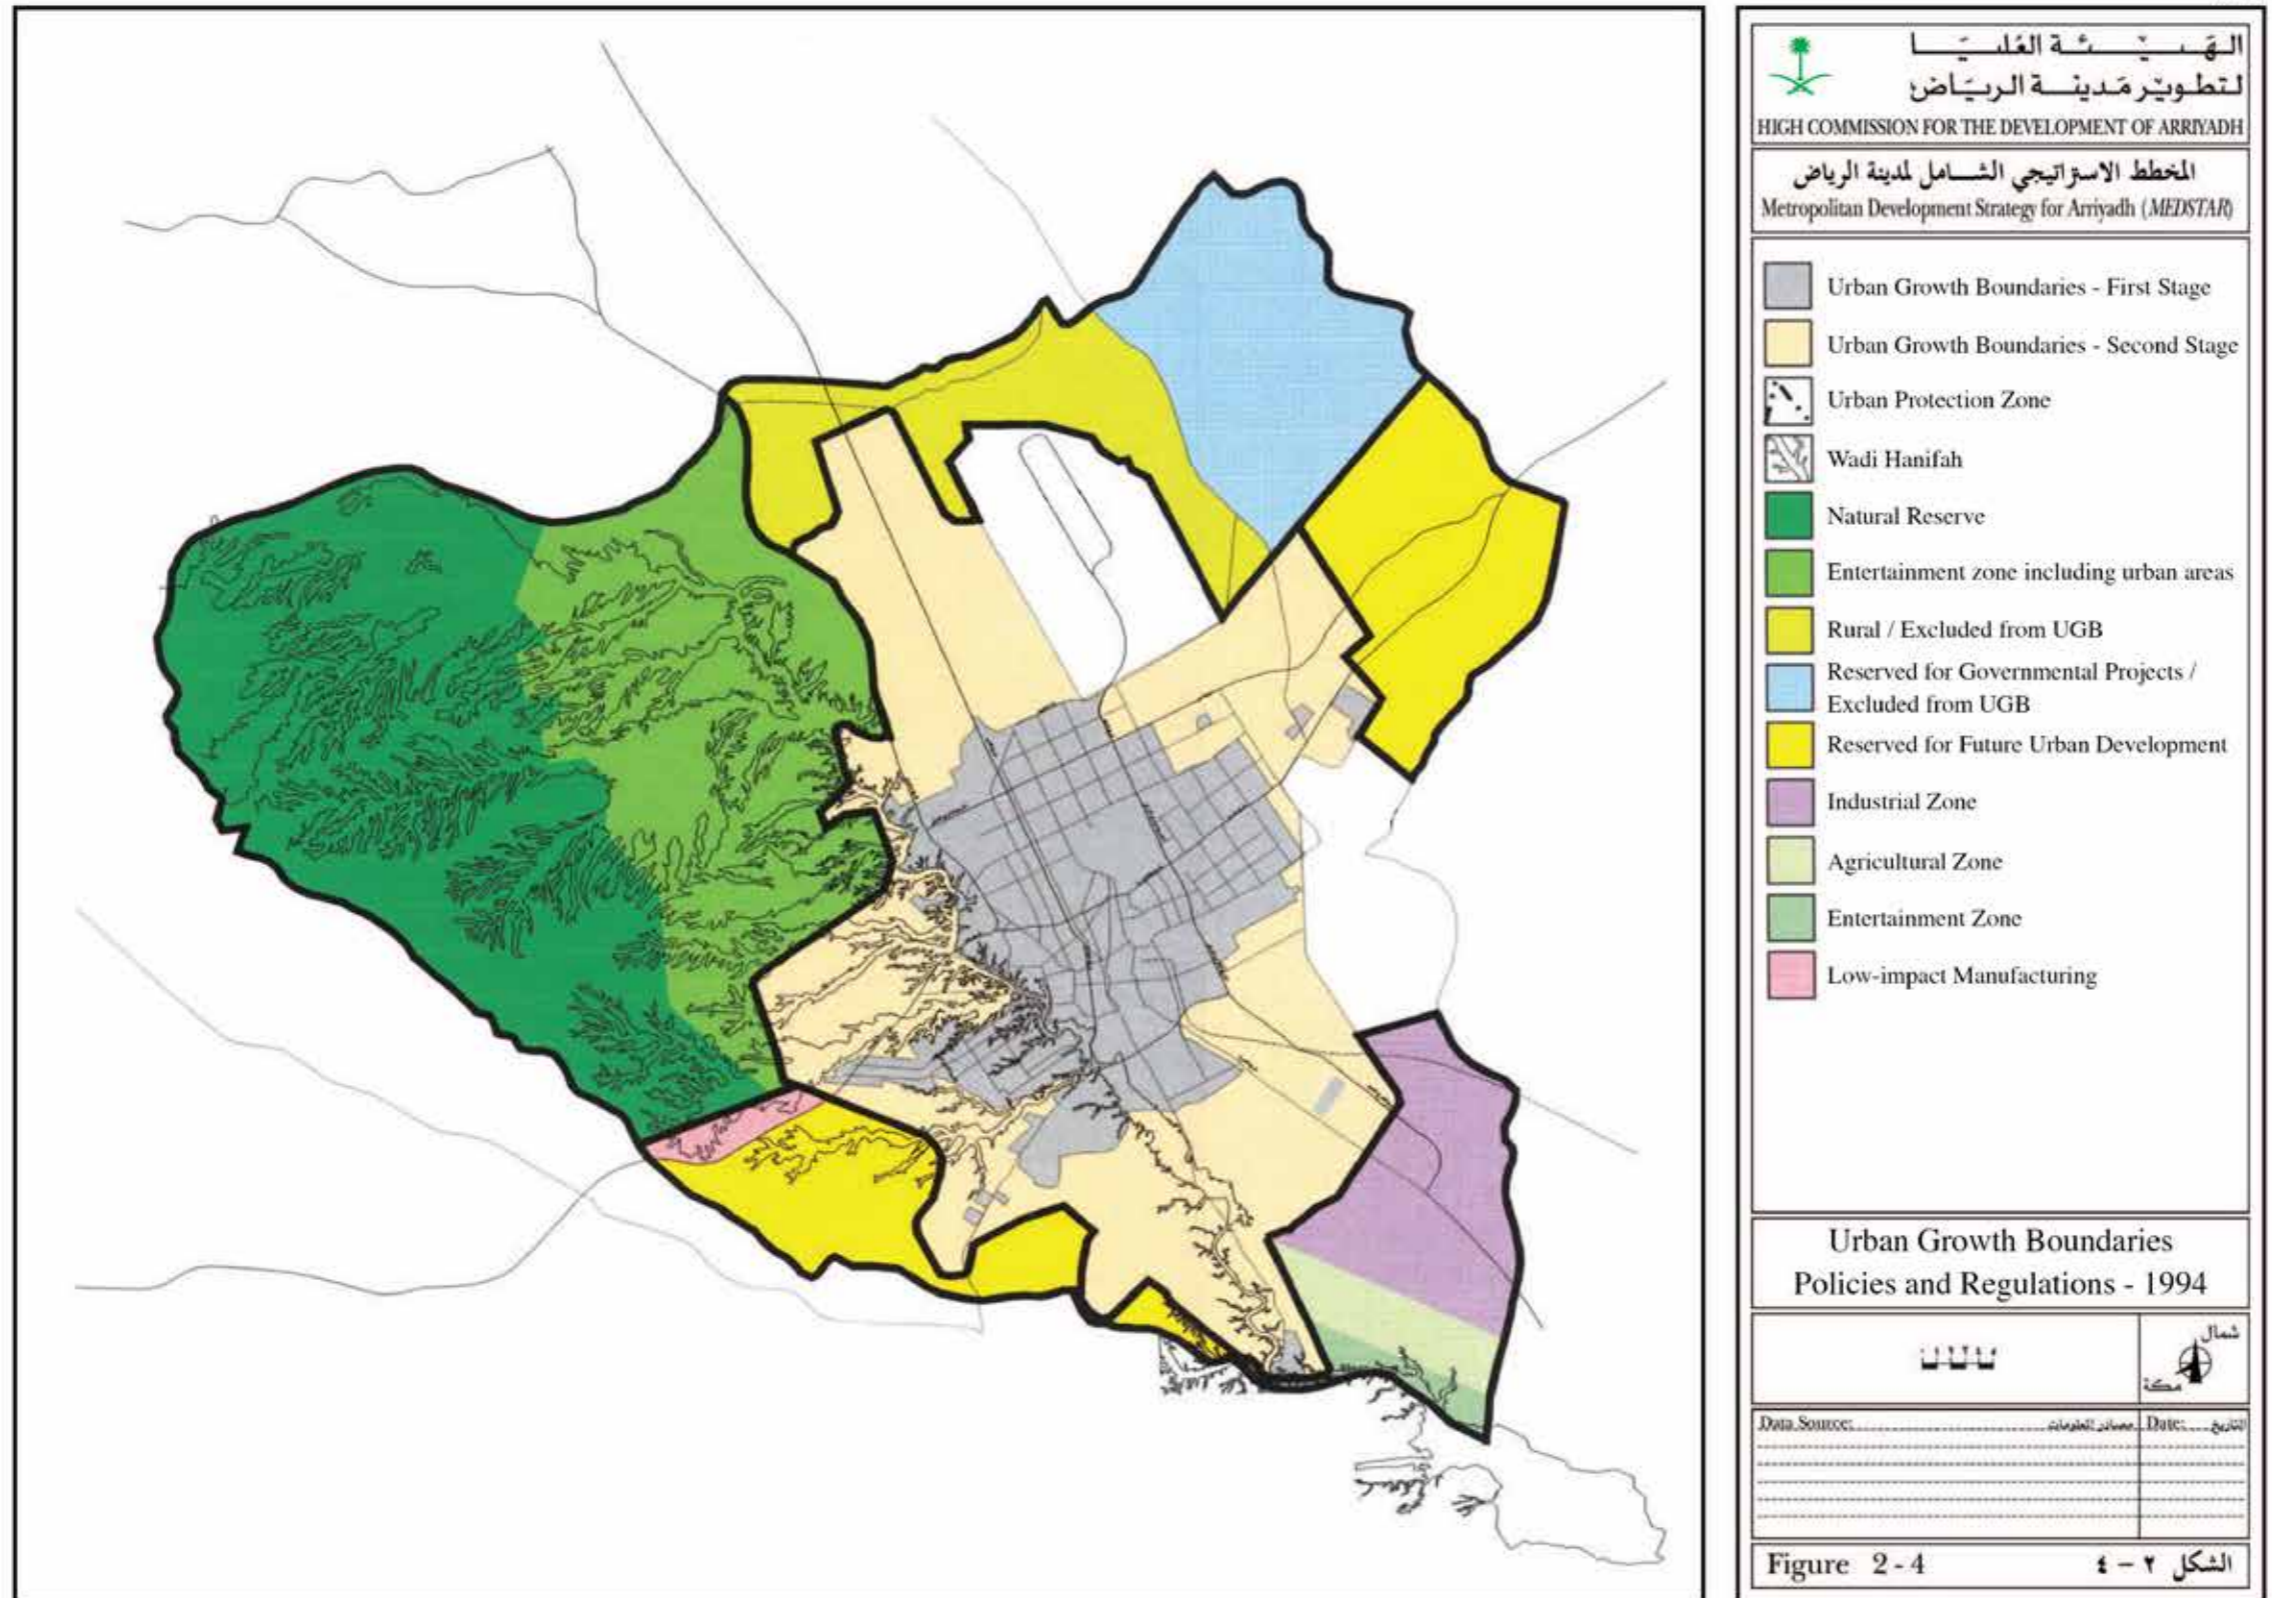 الهيئة العليا
لتطوير مدينة الرياض
HIGH COMMISSION FOR THE DEVELOPMENT OF ARRIYADH
المخطط الاستراتيجي الشامل لمدينة الرياض
Metropolitan Development Strategy for Arriyadh (MEDSTAR)
Urban Growth Boundaries - First Stage
Urban Growth Boundaries - Second Stage
Urban Protection Zone
Wadi Hanifah
Natural Reserve
Entertainment zone including urban areas
Rural / Excluded from UGB
Reserved for Governmental Projects /
Excluded from UGB
Reserved for Future Urban Development
Industrial Zone
Agricultural Zone
Entertainment Zone
Low-impact Manufacturing
Urban Growth Boundaries
Policies and Regulations - 1994
شمال
مكة
Data Source: مصادر المعلومات Date: التاريخ
Figure 2 - 4 الشكل ٢ – ٤